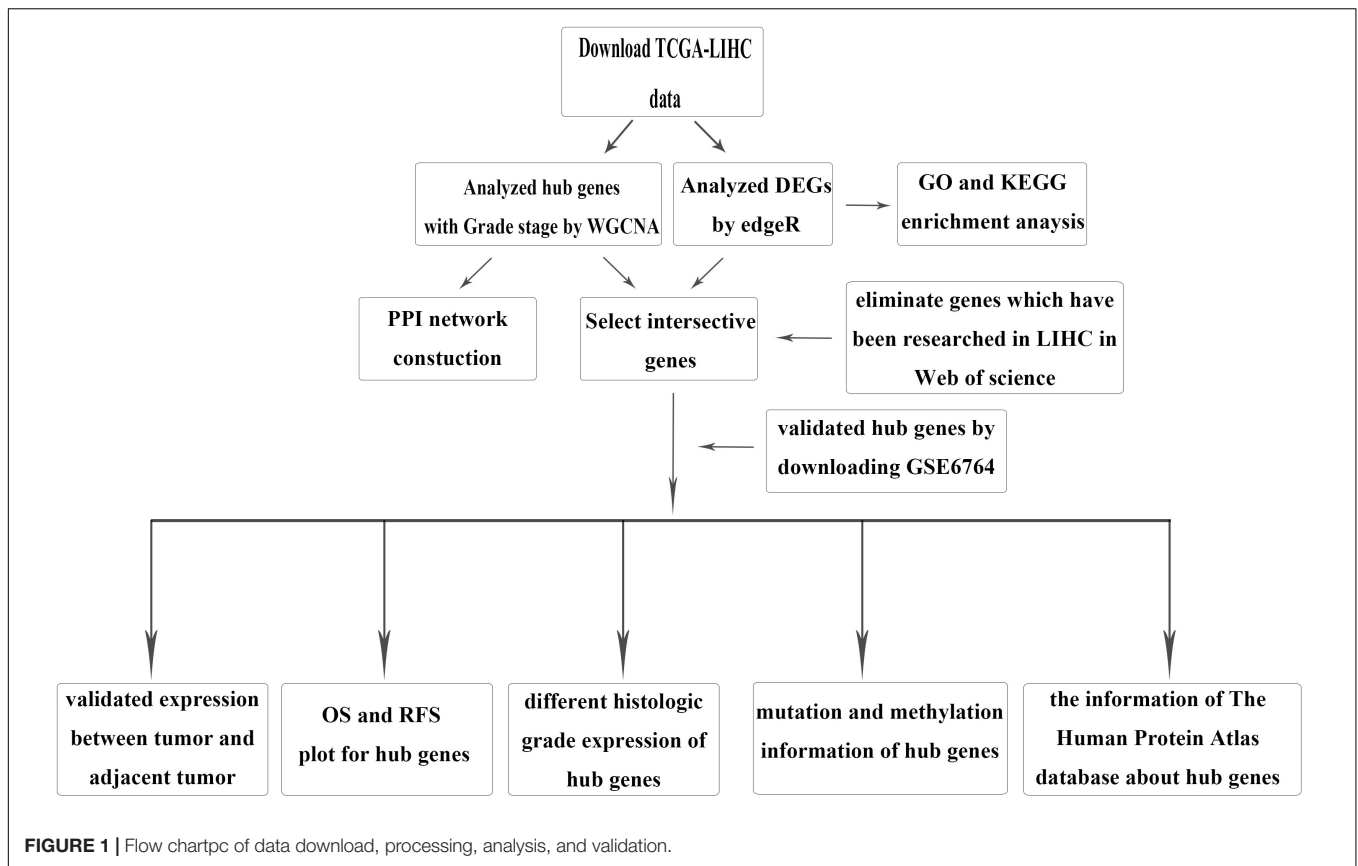 Download TCGA-LIHC
data
Analyzed hub genes
with Grade stage by WGCNA
Analyzed DEGs
by edgeR
GO and KEGG
enrichment anaysis
PPI network
constuction
Select intersective
genes
eliminate genes which have
been researched in LIHC in
Web of science
validated hub genes by
downloading GSE6764
validated expression
between tumor and
adjacent tumor
OS and RFS
plot for hub genes
different histologic
grade expression of
hub genes
mutation and methylation
information of hub genes
the information of The
Human Protein Atlas
database about hub genes
FIGURE 1 | Flow chartpc of data download, processing, analysis, and validation.